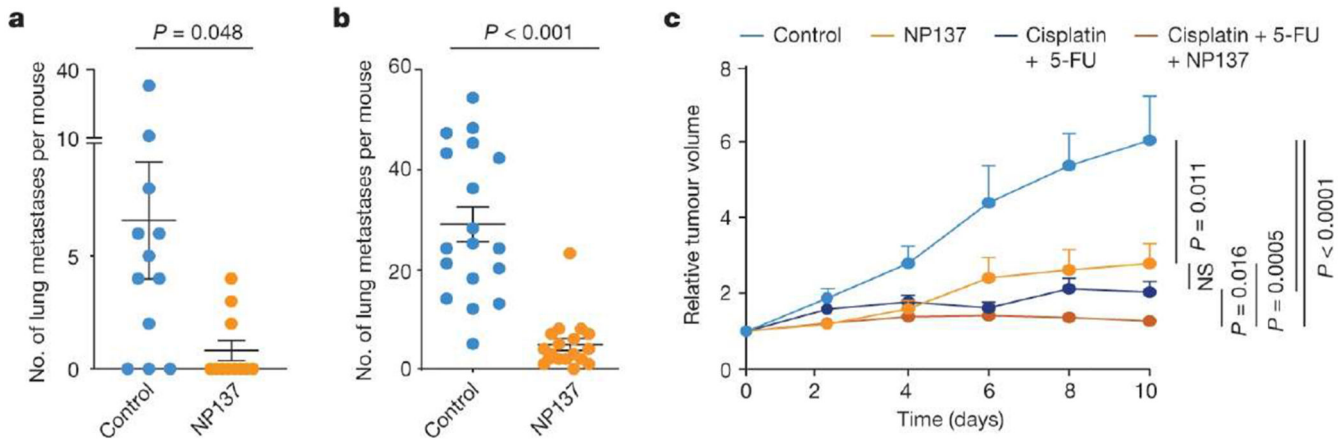 a
P = 0.048
No. of lung metastases per mouse
40
10
5
0
Control
NP137
b
P < 0.001
No. of lung metastases per mouse
60
40
20
0
Control
NP137
c
Control
NP137
Cisplatin
+ 5-FU
Cisplatin + 5-FU
+ NP137
Relative tumour volume
8
6
4
2
0
0
2
4
6
8
10
Time (days)
NS
P = 0.011
P = 0.016
P = 0.0005
P < 0.0001